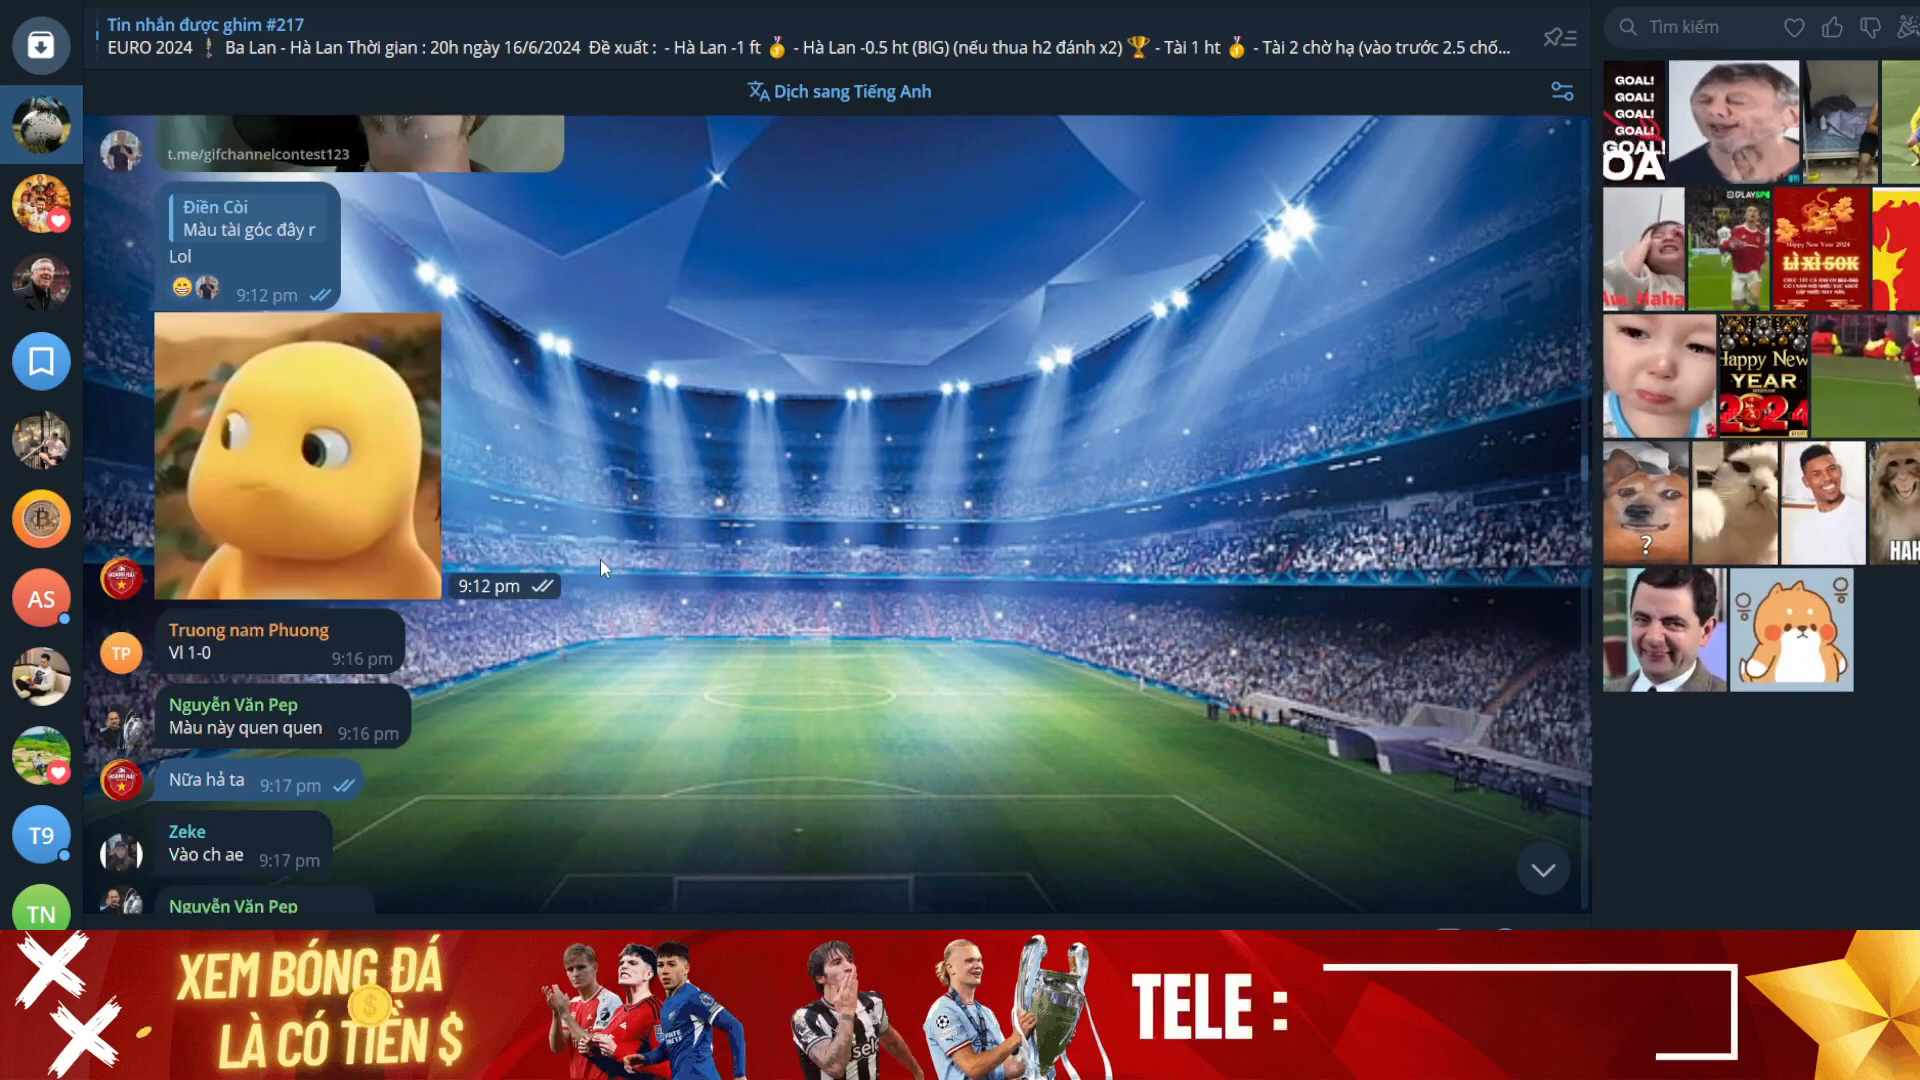 Tin nhắn được ghim #217
EURO 2024 Ba Lan - Hà Lan Thời gian : 20h ngày 16/6/2024 Đề xuất : - Hà Lan -1 ft 🥇 - Hà Lan -0.5 ht (BIG) (nếu thua h2 đánh x2) 🏆 - Tài 1 ht 🥇 - Tài 2 chờ hạ (vào trước 2.5 chố...
Dịch sang Tiếng Anh
Tìm kiếm
t.me/gifchannelcontest123
Điền Còi
Màu tài góc đây r
Lol
9:12 pm
9:12 pm
Truong nam Phuong
Vl 1-0
9:16 pm
Nguyễn Văn Pep
Màu này quen quen
9:16 pm
Nữa hả ta
9:17 pm
Zeke
Vào ch ae
9:17 pm
Nguyễn Văn Pep
AS
T9
TN
TP
GOAL!
GOAL!
GOAL!
GOAL!
GOAL!
OA
Happy New Year 2024
LÌ XÌ 50K
Happy New
YEAR
2024
?
HAH
XEM BÓNG ĐÁ
LÀ CÓ TIỀN $
TELE :